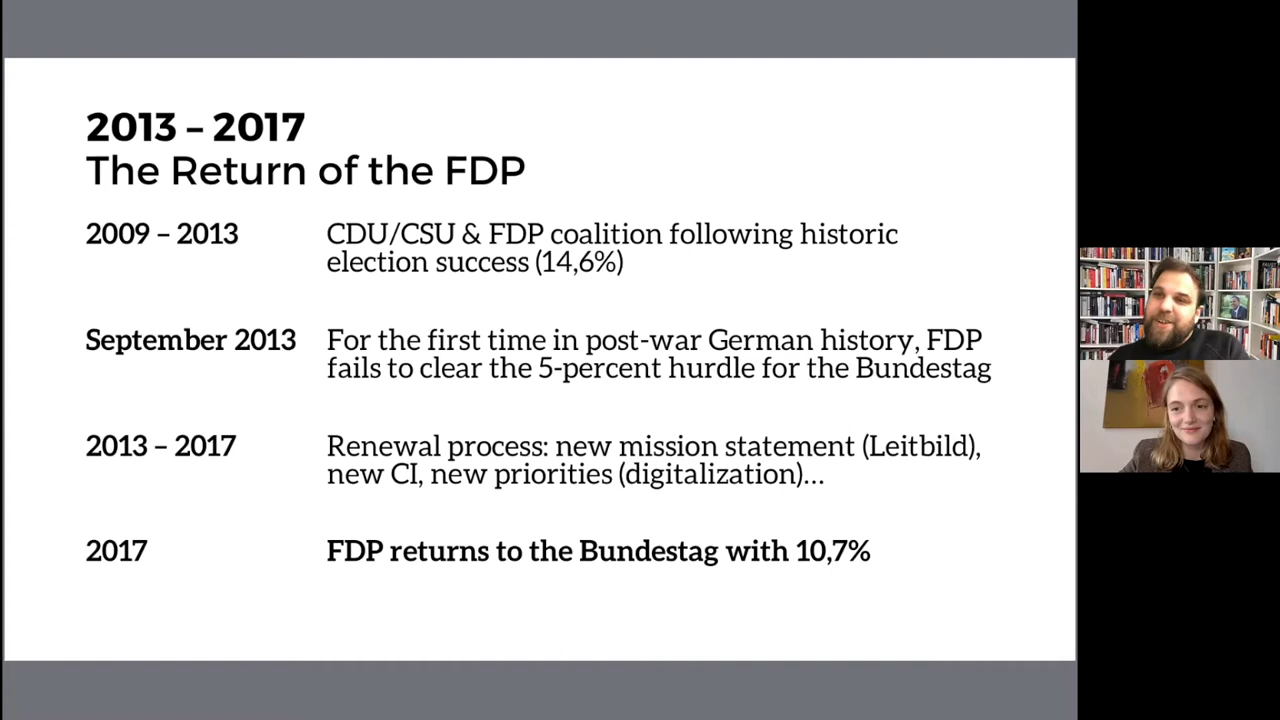 2013 – 2017
The Return of the FDP
2009 – 2013
CDU/CSU & FDP coalition following historic
election success (14,6%)
September 2013
For the first time in post-war German history, FDP
fails to clear the 5-percent hurdle for the Bundestag
2013 – 2017
Renewal process: new mission statement (Leitbild),
new CI, new priorities (digitalization)…
2017
FDP returns to the Bundestag with 10,7%